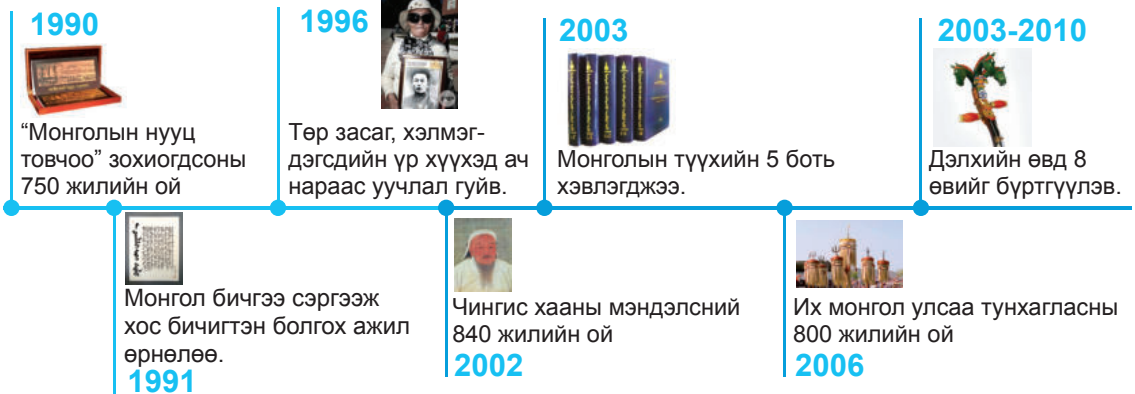 1990
“Монголын нууц
товчоо” зохиогдсоны
750 жилийн ой
Монгол бичгээ сэргээж
хос бичигтэн болгох ажил
өрнөлөө.
1991
1996
Төр засаг, хэлмэг-
дэгсдийн үр хүүхэд ач
нараас уучлал гуйв.
Чингис хааны мэндэлсний
840 жилийн ой
2002
2003
Монголын түүхийн 5 боть
хэвлэгджээ.
Их монгол улсаа тунхагласны
800 жилийн ой
2006
2003-2010
Дэлхийн өвд 8
өвийг бүртгүүлэв.